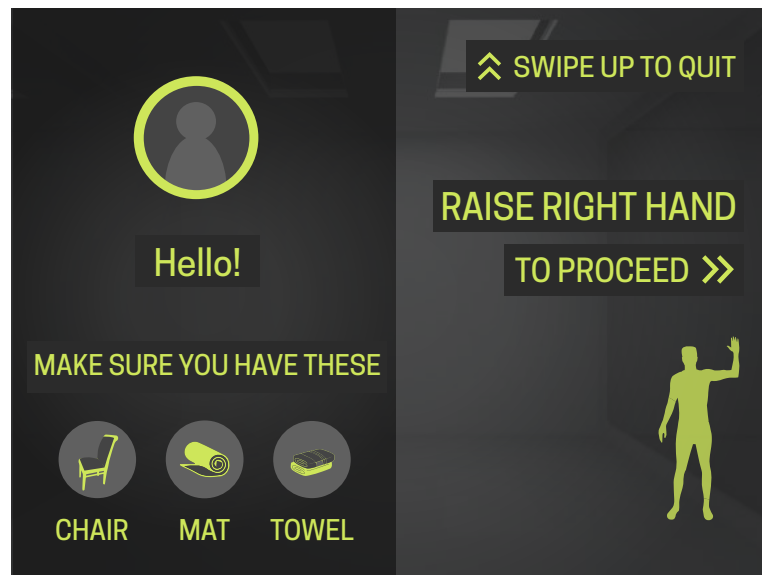 Hello!
MAKE SURE YOU HAVE THESE
CHAIR MAT TOWEL
SWIPE UP TO QUIT
RAISE RIGHT HAND
TO PROCEED